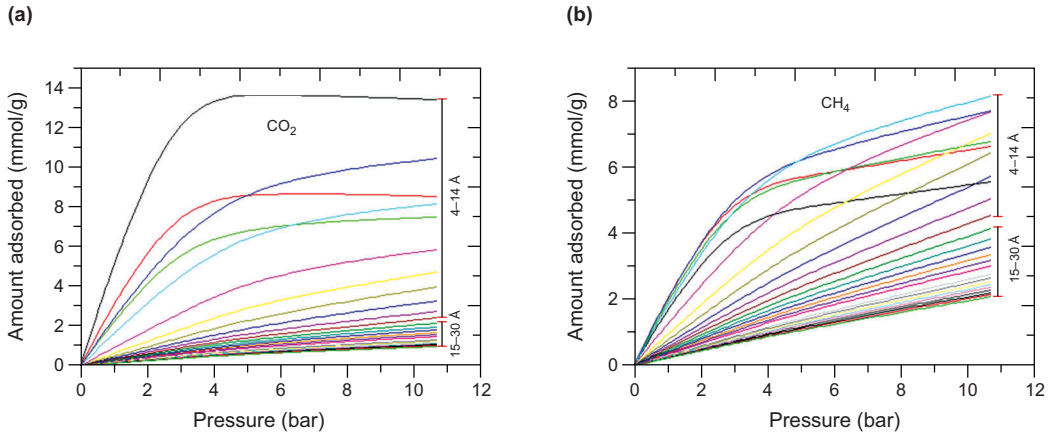 (a)
(b)
CO₂
CH₄
Amount adsorbed (mmol/g)
14
12
10
8
6
4
2
0
4–14 Å
15–30 Å
0 2 4 6 8 10 12
Pressure (bar)
Amount adsorbed (mmol/g)
8
6
4
2
0
4–14 Å
15–30 Å
0 2 4 6 8 10 12
Pressure (bar)